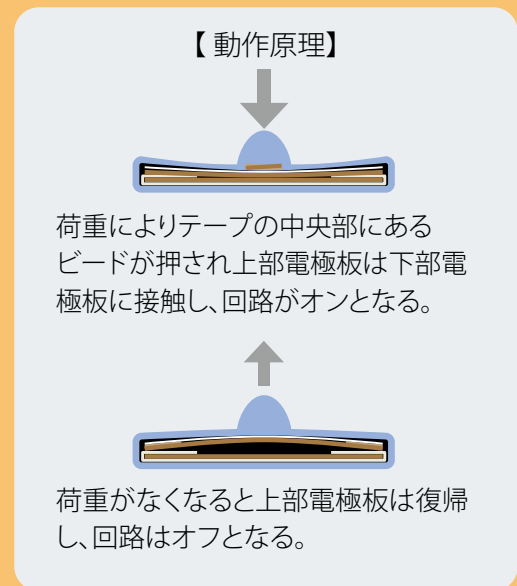 【動作原理】
荷重によりテープの中央部にある
ビードが押され上部電極板は下部電
極板に接触し、回路がオンとなる。
荷重がなくなると上部電極板は復帰
し、回路はオフとなる。